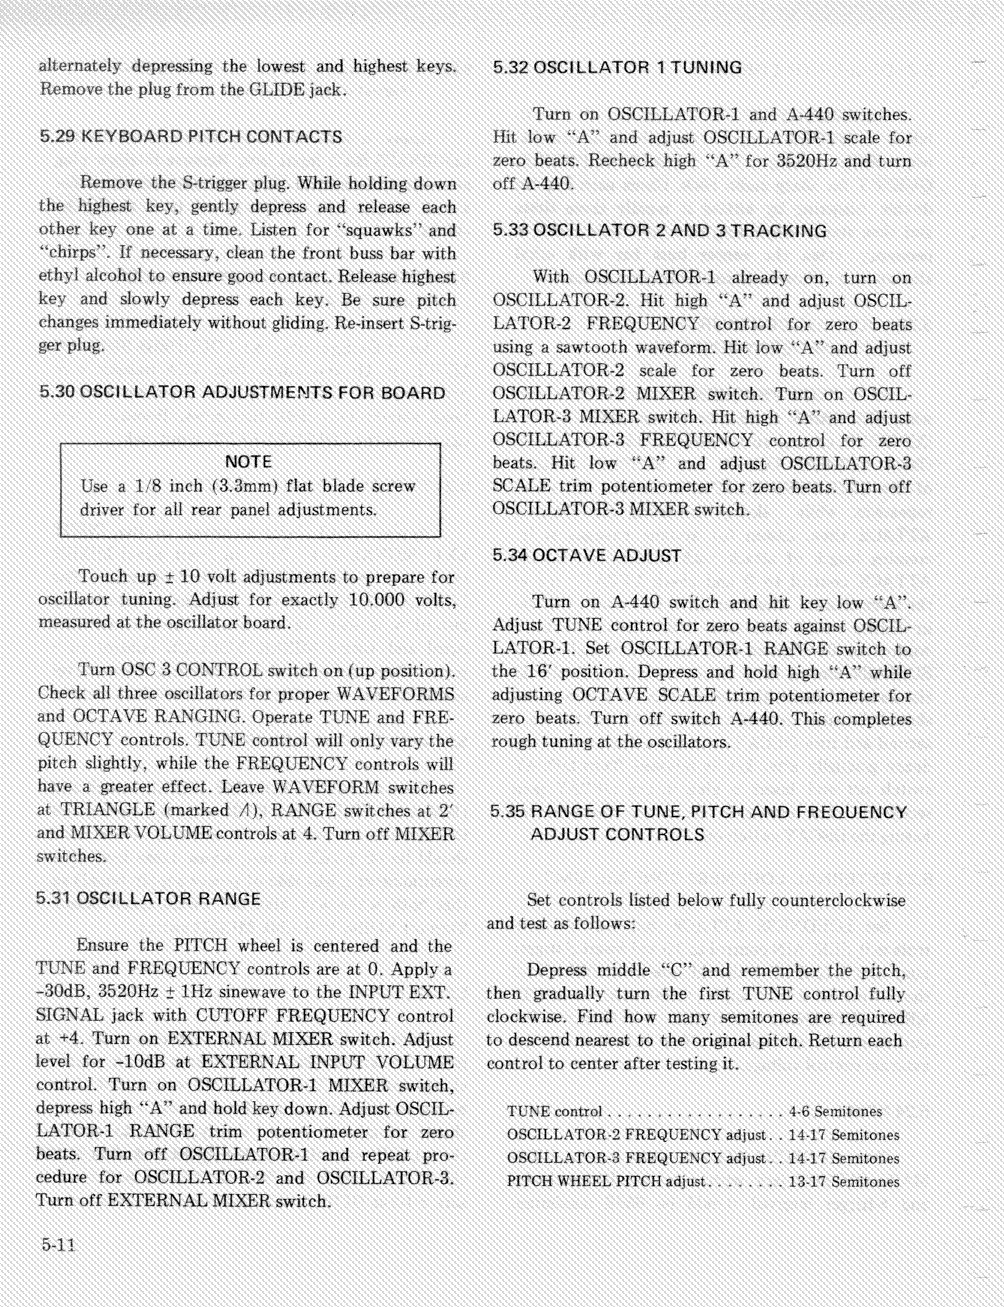 alternately depressing the lowest and highest keys.
Remove the plug from the GLIDE jack.
5.29 KEYBOARD PITCH CONTACTS
Remove the S-trigger plug. While holding down
the highest key, gently depress and release each
other key one at a time. Listen for “squawks” and
“chirps”. If necessary, clean the front buss bar with
ethyl alcohol to ensure good contact. Release highest
key and slowly depress each key. Be sure pitch
changes immediately without gliding. Re-insert S-trig-
ger plug.
5.30 OSCILLATOR ADJUSTMENTS FOR BOARD
NOTE
Use a 1/8 inch (3.3mm) flat blade screw
driver for all rear panel adjustments.
Touch up ± 10 volt adjustments to prepare for
oscillator tuning. Adjust for exactly 10.000 volts,
measured at the oscillator board.
Turn OSC 3 CONTROL switch on (up position).
Check all three oscillators for proper WAVEFORMS
and OCTAVE RANGING. Operate TUNE and FRE-
QUENCY controls. TUNE control will only vary the
pitch slightly, while the FREQUENCY controls will
have a greater effect. Leave WAVEFORM switches
at TRIANGLE (marked /\), RANGE switches at 2′
and MIXER VOLUME controls at 4. Turn off MIXER
switches.
5.31 OSCILLATOR RANGE
Ensure the PITCH wheel is centered and the
TUNE and FREQUENCY controls are at 0. Apply a
-30dB, 3520Hz ± 1Hz sinewave to the INPUT EXT.
SIGNAL jack with CUTOFF FREQUENCY control
at +4. Turn on EXTERNAL MIXER switch. Adjust
level for -10dB at EXTERNAL INPUT VOLUME
control. Turn on OSCILLATOR-1 MIXER switch,
depress high “A” and hold key down. Adjust OSCIL-
LATOR-1 RANGE trim potentiometer for zero
beats. Turn off OSCILLATOR-1 and repeat pro-
cedure for OSCILLATOR-2 and OSCILLATOR-3.
Turn off EXTERNAL MIXER switch.
5-11
5.32 OSCILLATOR 1 TUNING
Turn on OSCILLATOR-1 and A-440 switches.
Hit low “A” and adjust OSCILLATOR-1 scale for
zero beats. Recheck high “A” for 3520Hz and turn
off A-440.
5.33 OSCILLATOR 2 AND 3 TRACKING
With OSCILLATOR-1 already on, turn on
OSCILLATOR-2. Hit high “A” and adjust OSCIL-
LATOR-2 FREQUENCY control for zero beats
using a sawtooth waveform. Hit low “A” and adjust
OSCILLATOR-2 scale for zero beats. Turn off
OSCILLATOR-2 MIXER switch. Turn on OSCIL-
LATOR-3 MIXER switch. Hit high “A” and adjust
OSCILLATOR-3 FREQUENCY control for zero
beats. Hit low “A” and adjust OSCILLATOR-3
SCALE trim potentiometer for zero beats. Turn off
OSCILLATOR-3 MIXER switch.
5.34 OCTAVE ADJUST
Turn on A-440 switch and hit key low “A”.
Adjust TUNE control for zero beats against OSCIL-
LATOR-1. Set OSCILLATOR-1 RANGE switch to
the 16′ position. Depress and hold high “A” while
adjusting OCTAVE SCALE trim potentiometer for
zero beats. Turn off switch A-440. This completes
rough tuning at the oscillators.
5.35 RANGE OF TUNE, PITCH AND FREQUENCY
ADJUST CONTROLS
Set controls listed below fully counterclockwise
and test as follows:
Depress middle “C” and remember the pitch,
then gradually turn the first TUNE control fully
clockwise. Find how many semitones are required
to descend nearest to the original pitch. Return each
control to center after testing it.
TUNE control . . . . . . . . . . . . . . . . . . 4-6 Semitones
OSCILLATOR-2 FREQUENCY adjust. . 14-17 Semitones
OSCILLATOR-3 FREQUENCY adjust. . 14-17 Semitones
PITCH WHEEL PITCH adjust. . . . . . . . 13-17 Semitones